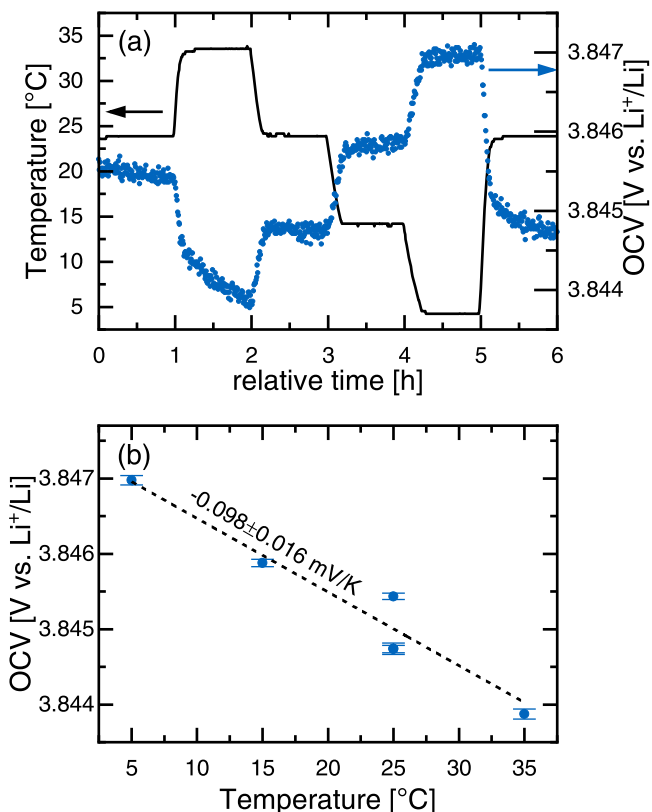 (a)
35
30
25
20
15
10
5
Temperature [°C]
3.847
3.846
3.845
3.844
OCV [V vs. Li⁺/Li]
0 1 2 3 4 5 6
relative time [h]
(b)
3.847
3.846
3.845
3.844
OCV [V vs. Li⁺/Li]
-0.098±0.016 mV/K
5 10 15 20 25 30 35
Temperature [°C]